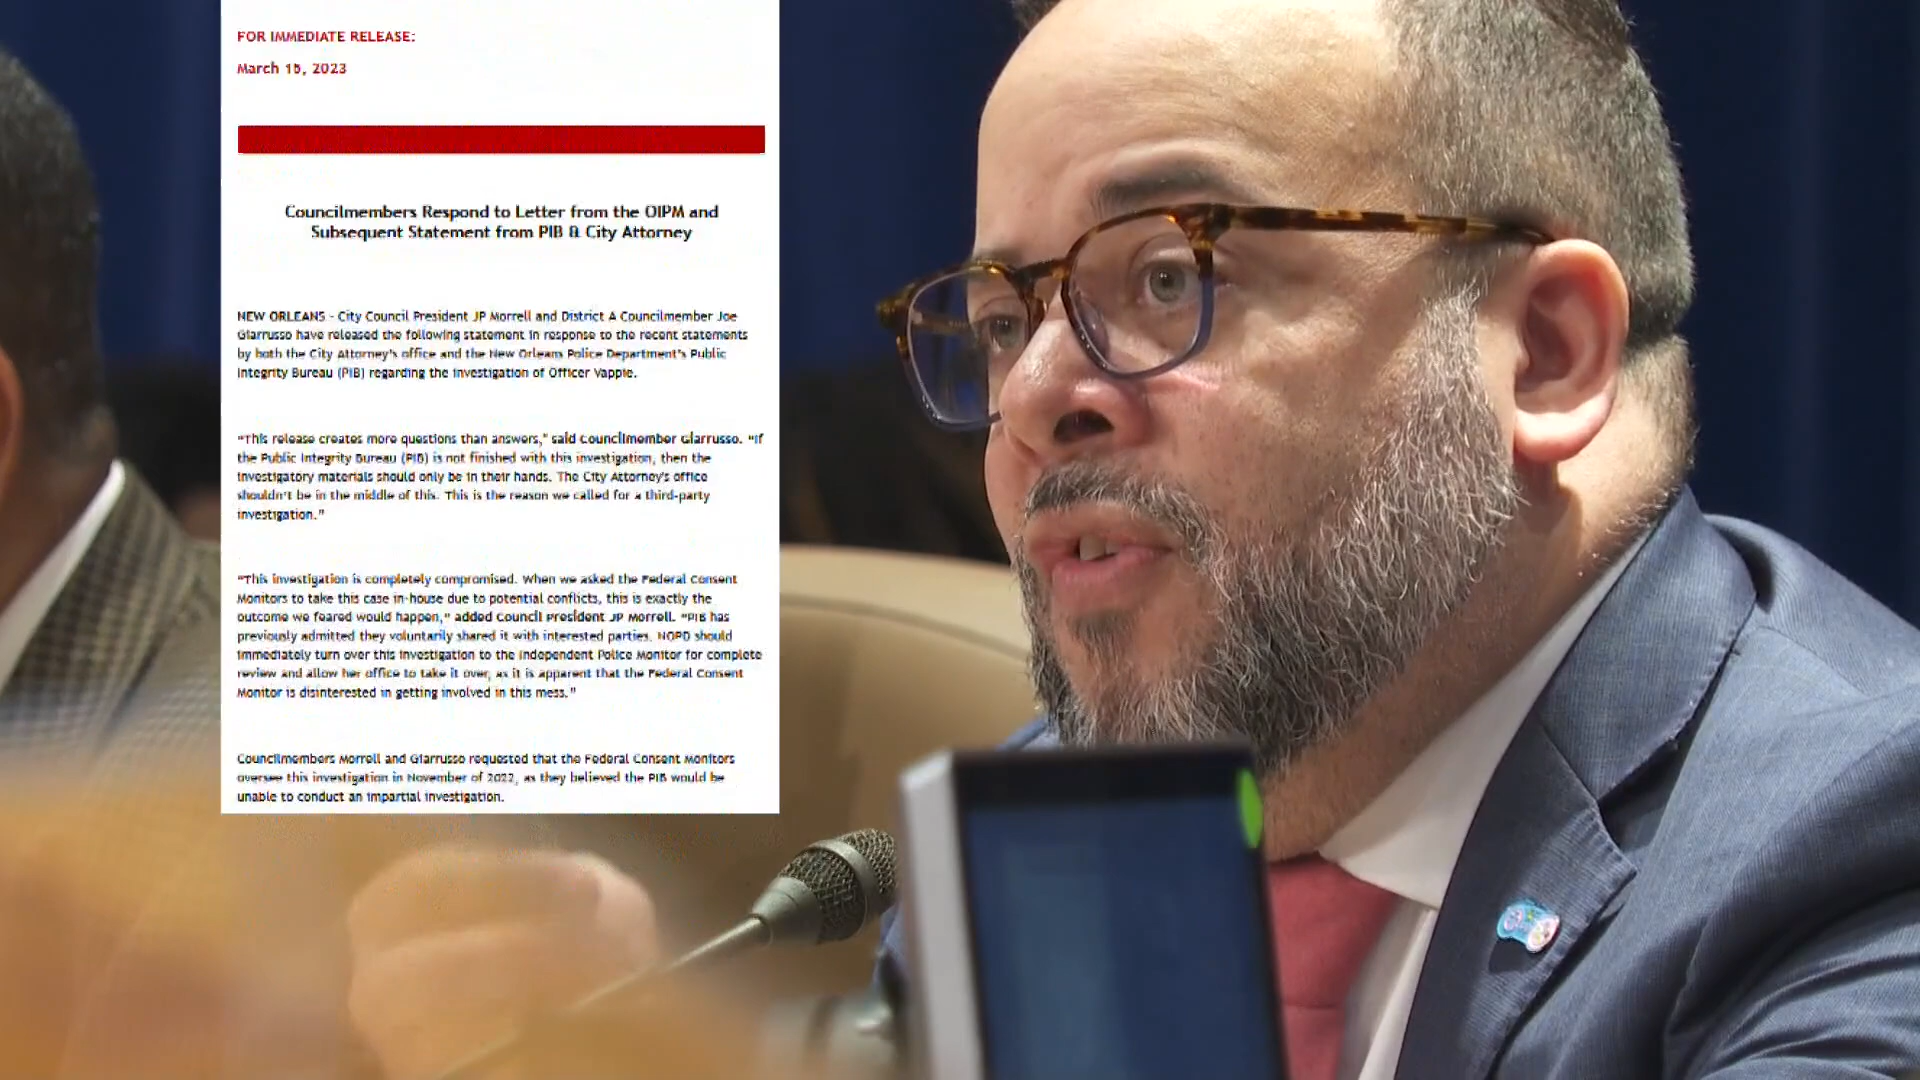 FOR IMMEDIATE RELEASE:
March 15, 2023
Councilmembers Respond to Letter from the OIPM and
Subsequent Statement from PIB & City Attorney
NEW ORLEANS - City Council President JP Morrell and District A Councilmember Joe
Giarrusso have released the following statement in response to the recent statements
by both the City Attorney's office and the New Orleans Police Department's Public
Integrity Bureau (PIB) regarding the investigation of Officer Vappie.
"This release creates more questions than answers," said Councilmember Giarrusso. "If
the Public Integrity Bureau (PIB) is not finished with this investigation, then the
investigatory materials should only be in their hands. The City Attorney's office
shouldn't be in the middle of this. This is the reason we called for a third-party
investigation."
"This investigation is completely compromised. When we asked the Federal Consent
Monitors to take this case in-house due to potential conflicts, this is exactly the
outcome we feared would happen," added Council President JP Morrell. "PIB has
previously admitted they voluntarily shared it with interested parties. NOPD should
immediately turn over this investigation to the Independent Police Monitor for complete
review and allow her office to take it over, as it is apparent that the Federal Consent
Monitor is disinterested in getting involved in this mess."
Councilmembers Morrell and Giarrusso requested that the Federal Consent Monitors
oversee this investigation in November of 2022, as they believed the PIB would be
unable to conduct an impartial investigation.